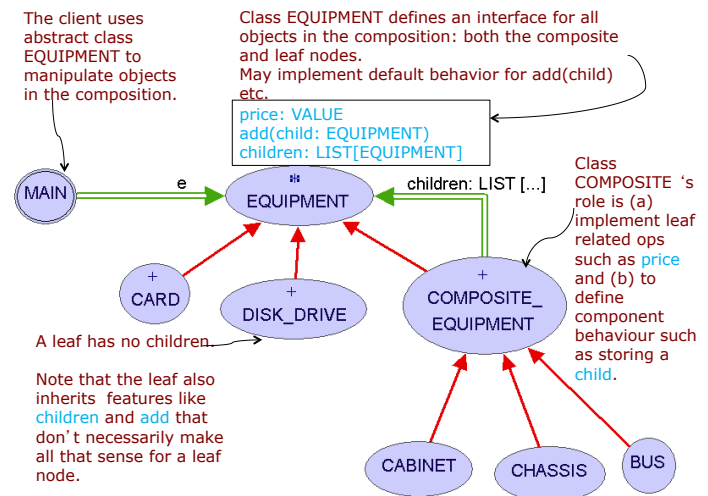 The client uses
abstract class
EQUIPMENT to
manipulate objects
in the composition.
Class EQUIPMENT defines an interface for all
objects in the composition: both the composite
and leaf nodes.
May implement default behavior for add(child)
etc.
price: VALUE
add(child: EQUIPMENT)
children: LIST[EQUIPMENT]
MAIN
e
*
EQUIPMENT
children: LIST [...]
Class
COMPOSITE ‘s
role is (a)
implement leaf
related ops
such as price
and (b) to
define
component
behaviour such
as storing a
child.
+
CARD
+
DISK_DRIVE
+
COMPOSITE_
EQUIPMENT
A leaf has no children.
Note that the leaf also
inherits features like
children and add that
don’t necessarily make
all that sense for a leaf
node.
CABINET
CHASSIS
BUS